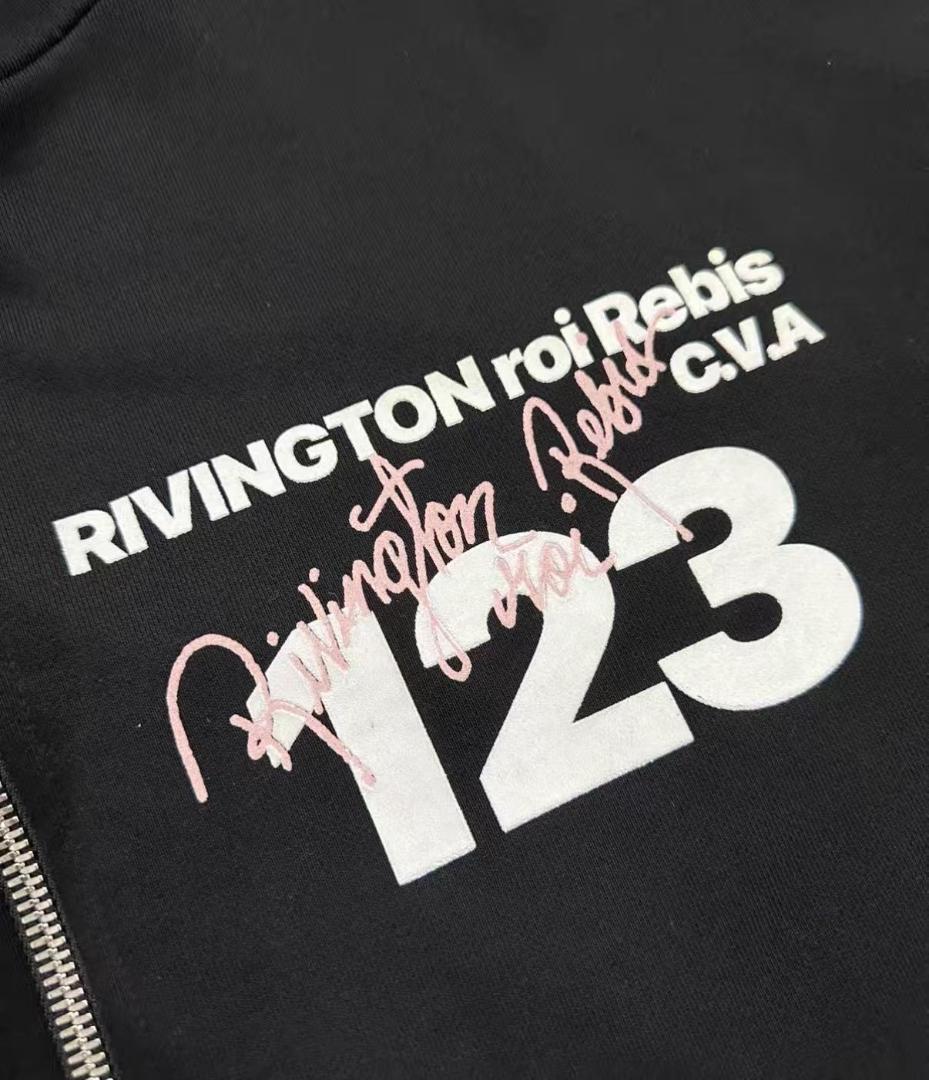 RIVINGTON roi Rebis
C.V.A
Rivington
roi Rebis
123